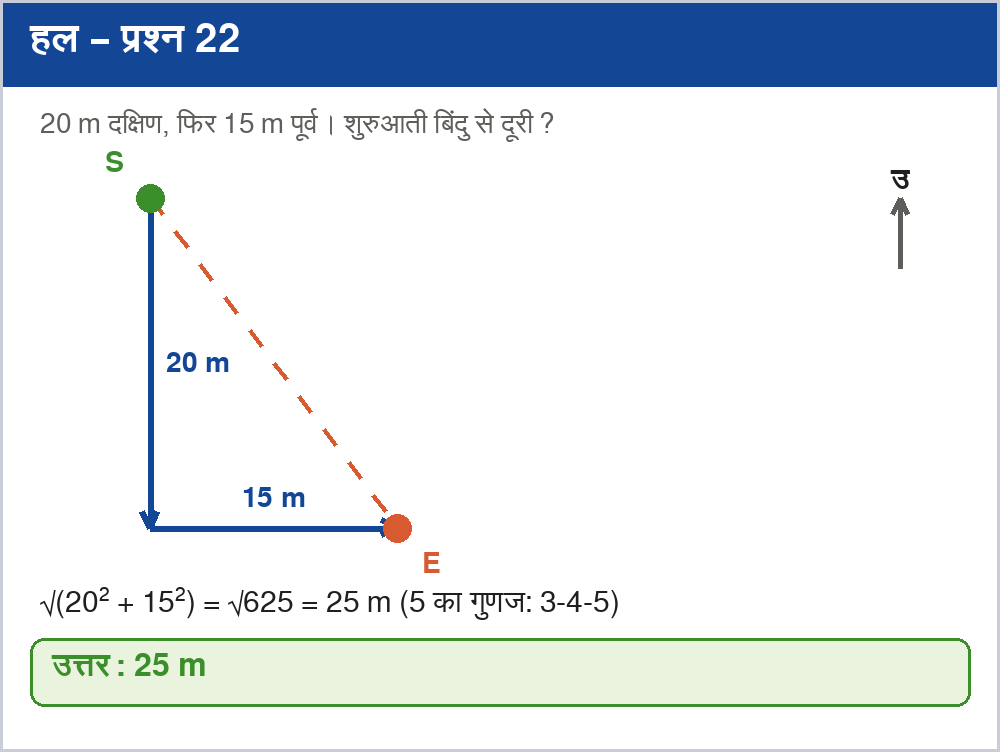 हल – प्रश्न 22
20 m दक्षिण, फिर 15 m पूर्व। शुरुआती बिंदु से दूरी ?
S
उ
20 m
15 m
E
√(20² + 15²) = √625 = 25 m (5 का गुणज: 3-4-5)
उत्तर : 25 m